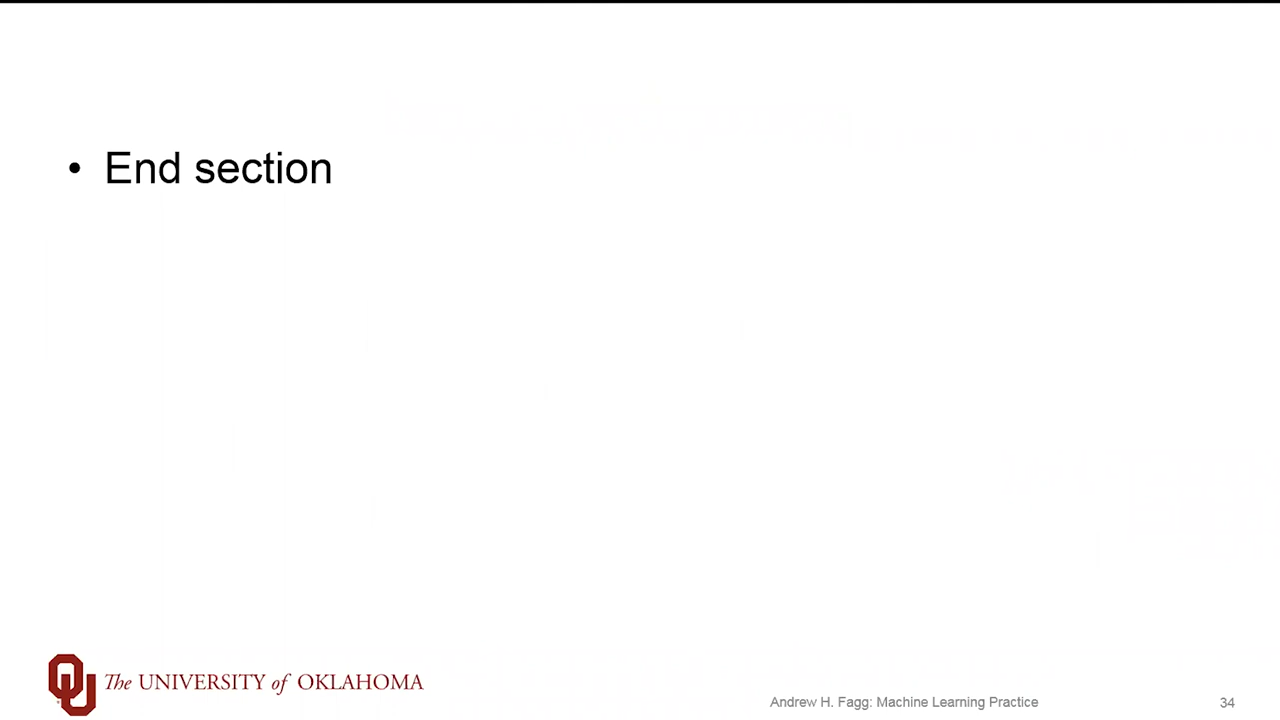 • End section
The UNIVERSITY of OKLAHOMA
Andrew H. Fagg: Machine Learning Practice
34